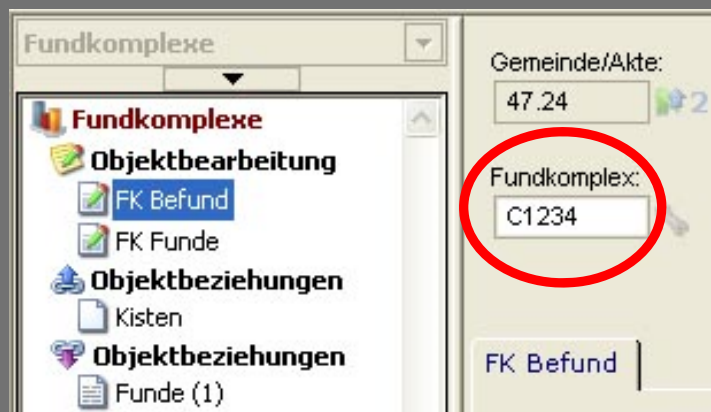 Fundkomplexe
Fundkomplexe
Objektbearbeitung
FK Befund
FK Funde
Objektbeziehungen
Kisten
Objektbeziehungen
Funde (1)
Gemeinde/Akte:
47.24
2
Fundkomplex:
C1234
FK Befund